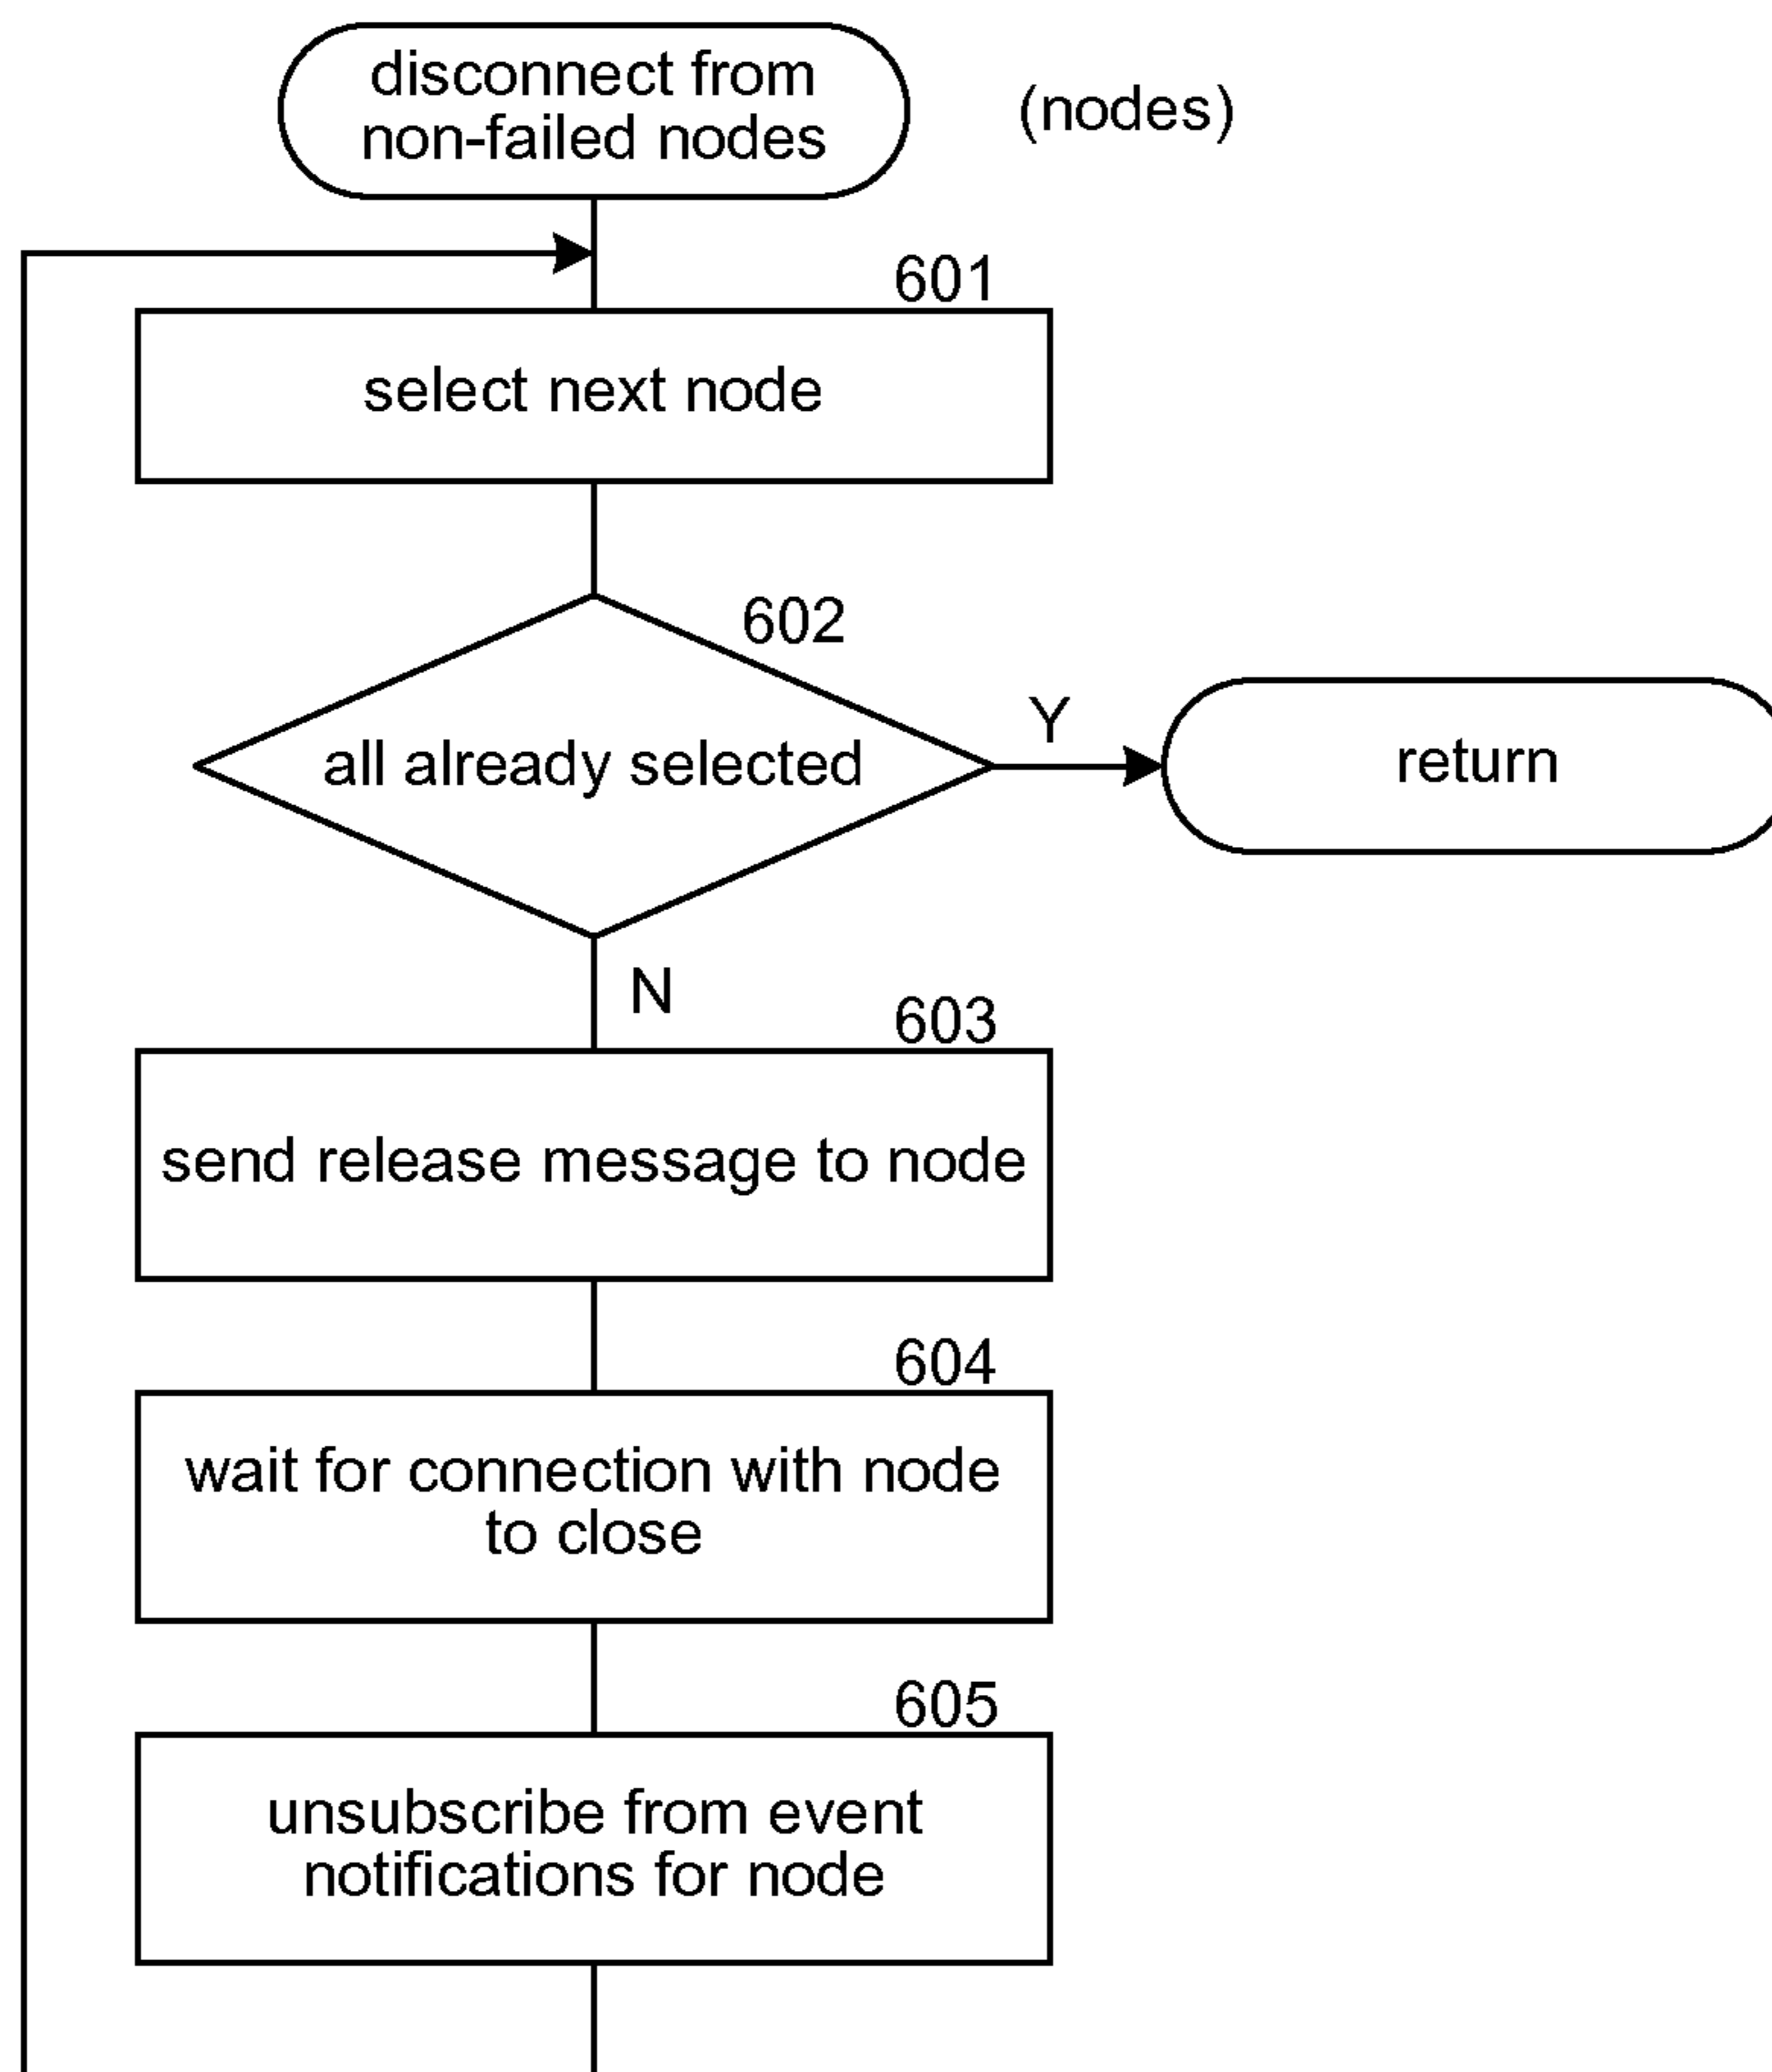 disconnect from
non-failed nodes
(nodes)
601
select next node
602
all already selected
Y
return
N
603
send release message to node
604
wait for connection with node
to close
605
unsubscribe from event
notifications for node